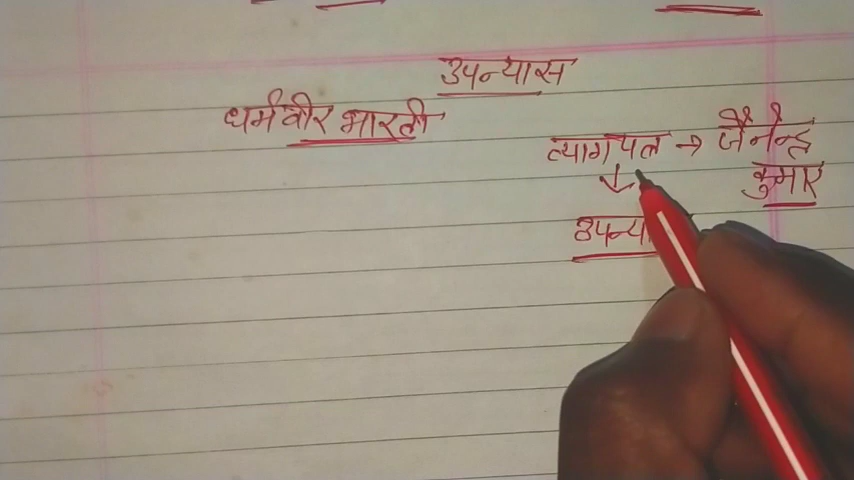 उपन्यास
धर्मवीर भारती
त्यागपत्र → जैनेन्द्र
कुमार
↓